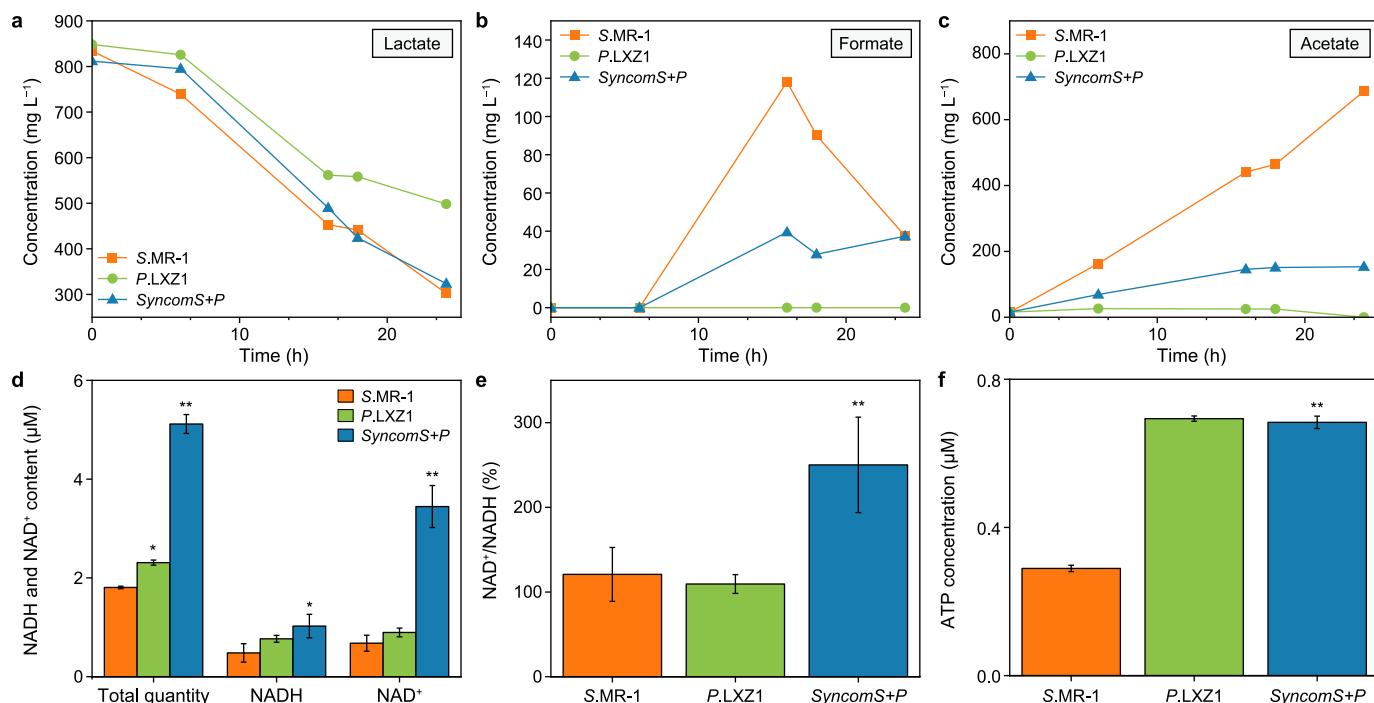 a
Lactate
900
800
700
600
500
400
300
Concentration (mg L⁻¹)
S.MR-1
P.LXZ1
SyncomS+P
0
10
20
Time (h)
b
Formate
S.MR-1
P.LXZ1
SyncomS+P
140
120
100
80
60
40
20
0
Concentration (mg L⁻¹)
0
10
20
Time (h)
c
Acetate
S.MR-1
P.LXZ1
SyncomS+P
800
600
400
200
0
Concentration (mg L⁻¹)
0
10
20
Time (h)
d
S.MR-1
P.LXZ1
SyncomS+P
6
4
2
0
NADH and NAD⁺ content (μM)
**
*
*
**
Total quantity
NADH
NAD⁺
e
300
200
100
0
NAD⁺/NADH (%)
**
S.MR-1
P.LXZ1
SyncomS+P
f
0.8
0.4
0.0
ATP concentration (μM)
**
S.MR-1
P.LXZ1
SyncomS+P